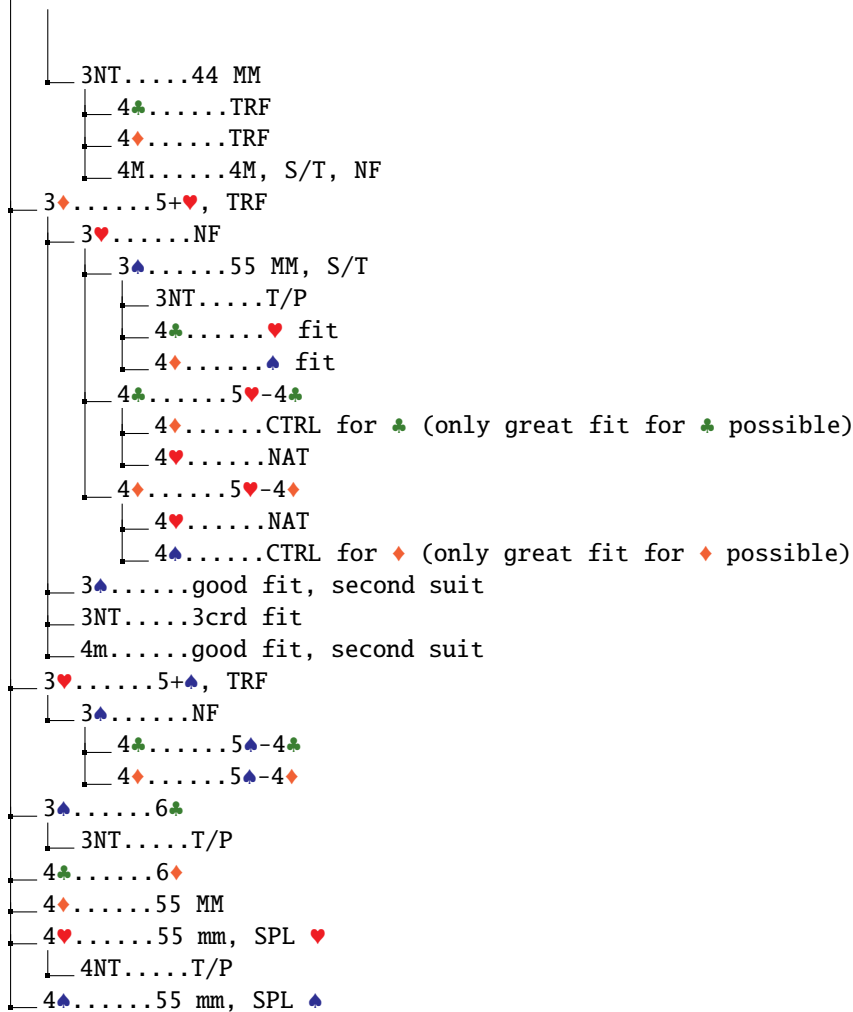 3NT.....44 MM
4♣......TRF
4♦......TRF
4M......4M, S/T, NF
3♦......5+♥, TRF
3♥......NF
3♠......55 MM, S/T
3NT.....T/P
4♣......♥ fit
4♦......♠ fit
4♣......5♥-4♣
4♦......CTRL for ♣ (only great fit for ♣ possible)
4♥......NAT
4♦......5♥-4♦
4♥......NAT
4♠......CTRL for ♦ (only great fit for ♦ possible)
3♠......good fit, second suit
3NT.....3crd fit
4m......good fit, second suit
3♥......5+♠, TRF
3♠......NF
4♣......5♠-4♣
4♦......5♠-4♦
3♠......6♣
3NT.....T/P
4♣......6♦
4♦......55 MM
4♥......55 mm, SPL ♥
4NT.....T/P
4♠......55 mm, SPL ♠